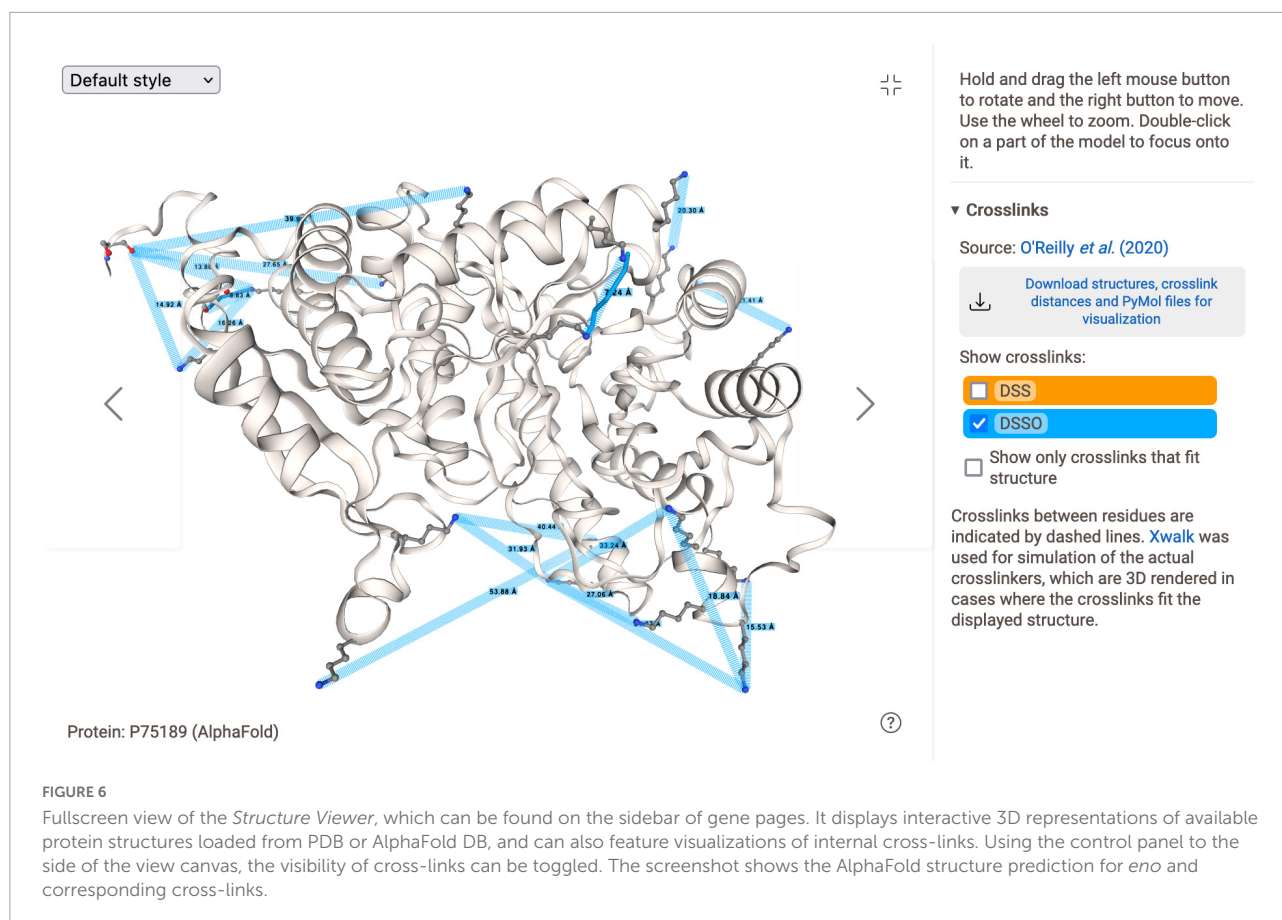 Default style
Hold and drag the left mouse button
to rotate and the right button to move.
Use the wheel to zoom. Double-click
on a part of the model to focus onto
it.
▼ Crosslinks
Source: O'Reilly et al. (2020)
Download structures, crosslink
distances and PyMol files for
visualization
Show crosslinks:
DSS
DSSO
Show only crosslinks that fit
structure
Crosslinks between residues are
indicated by dashed lines. Xwalk was
used for simulation of the actual
crosslinkers, which are 3D rendered in
cases where the crosslinks fit the
displayed structure.
20.30 Å
27.65 Å
14.92 Å
40.44
31.93 Å
33.24 Å
53.88 Å
27.06 Å
18.84 Å
15.53 Å
Protein: P75189 (AlphaFold)
?
FIGURE 6
Fullscreen view of the Structure Viewer, which can be found on the sidebar of gene pages. It displays interactive 3D representations of available
protein structures loaded from PDB or AlphaFold DB, and can also feature visualizations of internal cross-links. Using the control panel to the
side of the view canvas, the visibility of cross-links can be toggled. The screenshot shows the AlphaFold structure prediction for eno and
corresponding cross-links.